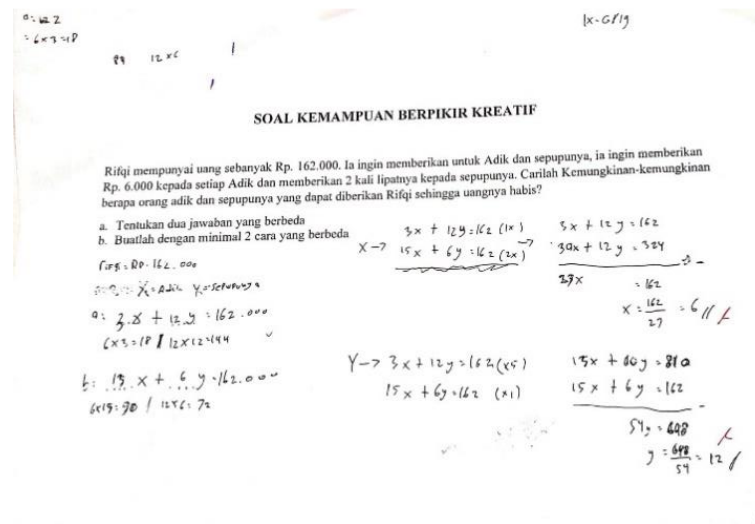 = 6x3=18
12 x6
SOAL KEMAMPUAN BERPIKIR KREATIF
Rifqi mempunyai uang sebanyak Rp. 162.000. Ia ingin memberikan untuk Adik dan sepupunya, ia ingin memberikan
Rp. 6.000 kepada setiap Adik dan memberikan 2 kali lipatnya kepada sepupunya. Carilah Kemungkinan-kemungkinan
berapa orang adik dan sepupunya yang dapat diberikan Rifqi sehingga uangnya habis?
a. Tentukan dua jawaban yang berbeda
b. Buatlah dengan minimal 2 cara yang berbeda
Rp. 162.000
X = Adik Y = Sepupunya
a: 3.x + 12.y = 162.000
6x3=18 / 12x12=144
b: 15.x + 6 y = 162.000
6x15=90 / 12x6=72
X → 3x + 12y = 162 (1x)
15x + 6y = 162 (2x) →
3x + 12y = 162
30x + 12y = 324
27x = 162
x = 162/27 = 6
Y → 3x + 12y = 162 (x5)
15x + 6y = 162 (x1)
15x + 60y = 810
15x + 6y = 162
54y = 648
y = 648/54 = 12